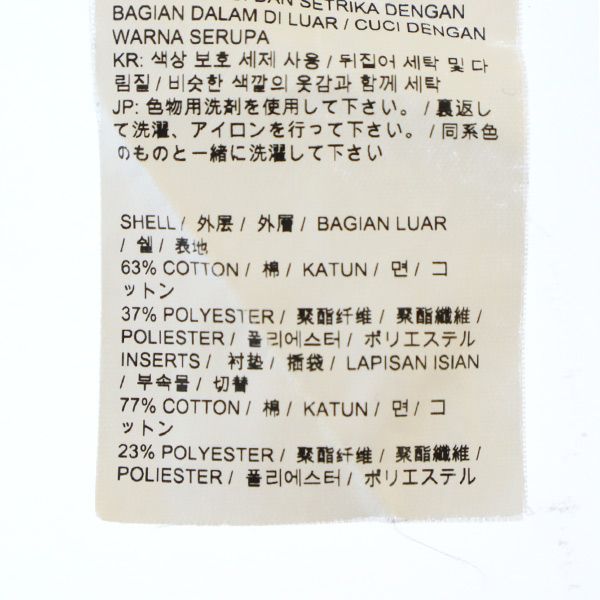 DAN SETRIKA DENGAN
BAGIAN DALAM DI LUAR / CUCI DENGAN
WARNA SERUPA
KR: 색상 보호 세제 사용 / 뒤집어 세탁 및 다
림질 / 비슷한 색깔의 옷감과 함께 세탁
JP: 色物用洗剤を使用して下さい。 / 裏返し
て洗濯、アイロンを行って下さい。 / 同系色
のものと一緒に洗濯して下さい
SHELL / 外层 / 外層 / BAGIAN LUAR
/ 쉘 / 表地
63% COTTON / 棉 / KATUN / 면 / コ
ットン
37% POLYESTER / 聚酯纤维 / 聚酯纖維 /
POLIESTER / 폴리에스터 / ポリエステル
INSERTS / 衬垫 / 插袋 / LAPISAN ISIAN
/ 부속물 / 切替
77% COTTON / 棉 / KATUN / 면 / コ
ットン
23% POLYESTER / 聚酯纤维 / 聚酯纖維 /
POLIESTER / 폴리에스터 / ポリエステル